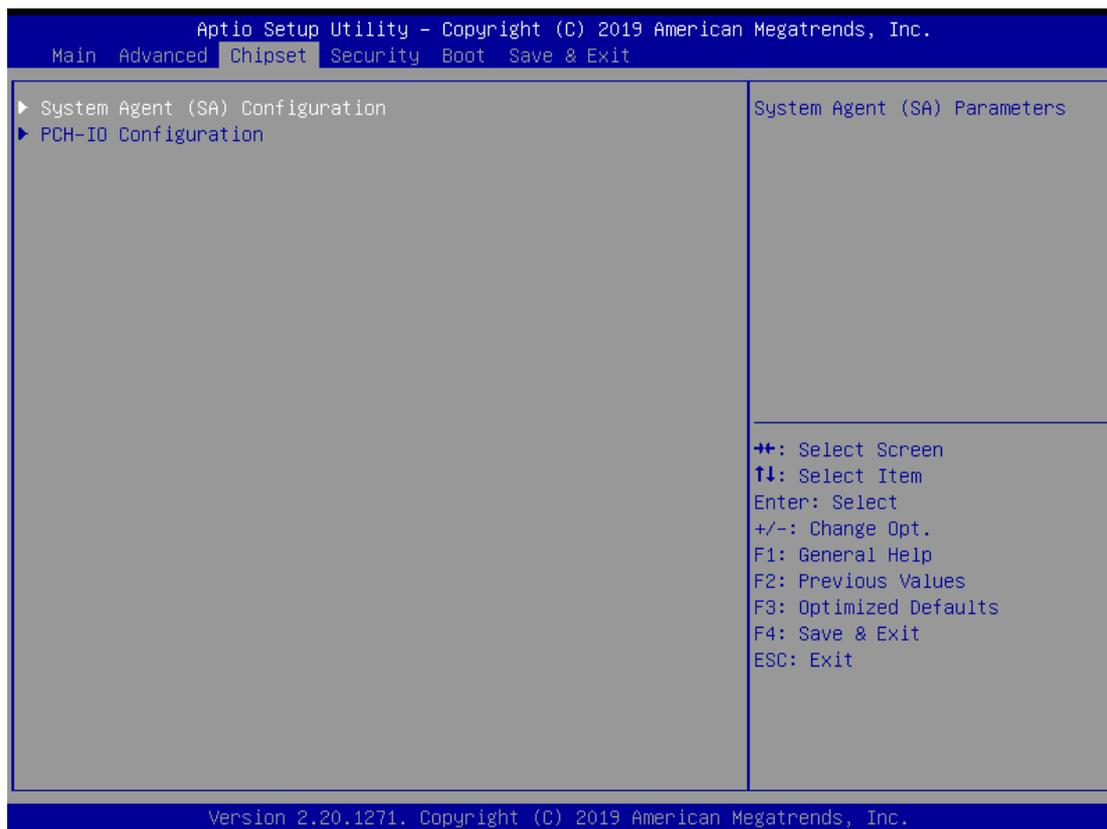 Aptio Setup Utility – Copyright (C) 2019 American Megatrends, Inc.
Main Advanced Chipset Security Boot Save & Exit
▶ System Agent (SA) Configuration
▶ PCH-IO Configuration
System Agent (SA) Parameters
→←: Select Screen
↑↓: Select Item
Enter: Select
+/-: Change Opt.
F1: General Help
F2: Previous Values
F3: Optimized Defaults
F4: Save & Exit
ESC: Exit
Version 2.20.1271. Copyright (C) 2019 American Megatrends, Inc.